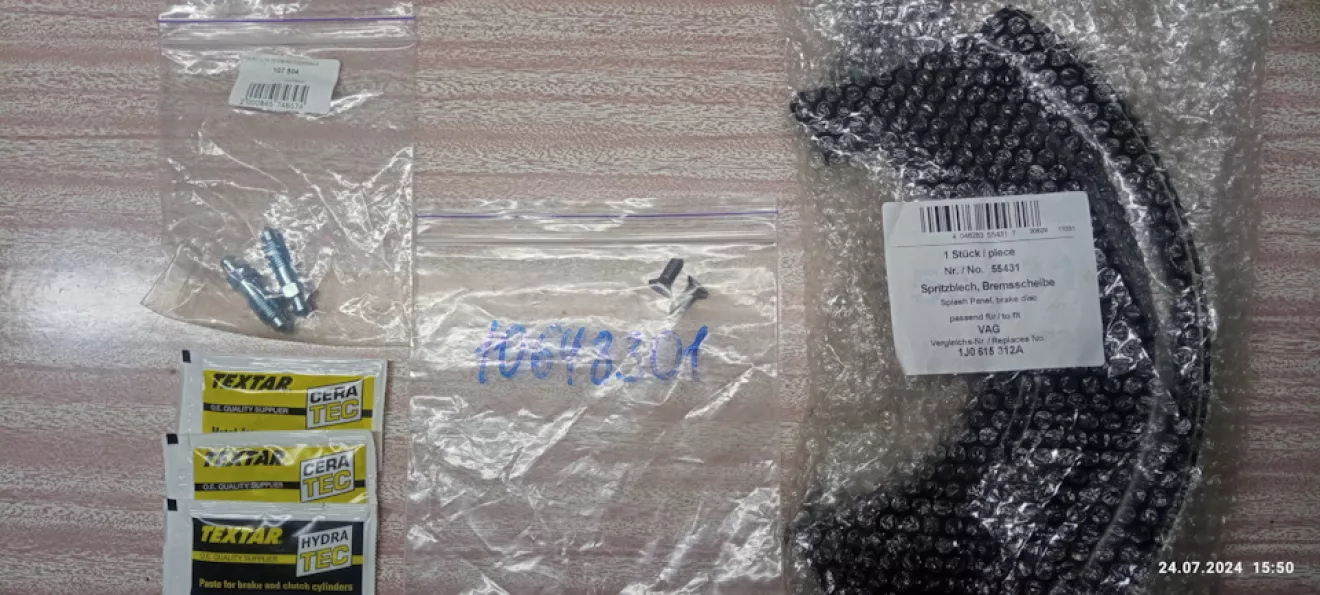 107 504
1 Stück / piece
Nr. / No. 55431
Spritzblech, Bremsscheibe
Splash Panel, brake disc
passend für / to fit
VAG
Vergleichs-Nr. / Replaces No.
1J0 615 312A
10648301
TEXTAR
CERA
TEC
O.E. QUALITY SUPPLIER
TEXTAR
CERA
TEC
O.E. QUALITY SUPPLIER
TEXTAR
HYDRA
TEC
O.E. QUALITY SUPPLIER
Paste for brake and clutch cylinders
24.07.2024 15:50